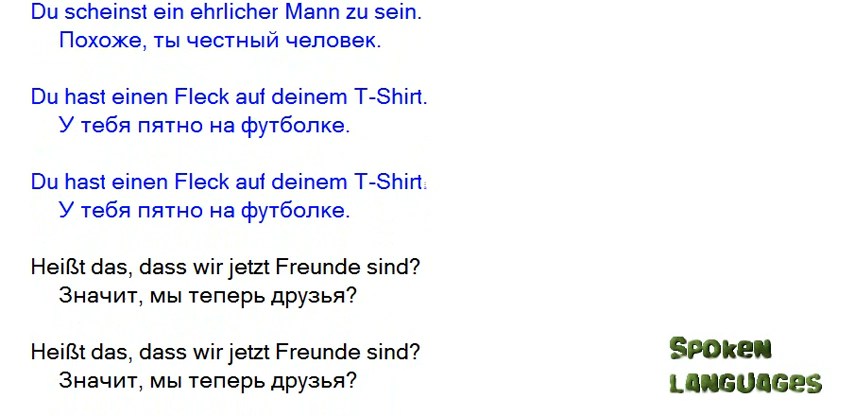 Du scheinst ein ehrlicher Mann zu sein.
Похоже, ты честный человек.
Du hast einen Fleck auf deinem T-Shirt.
У тебя пятно на футболке.
Du hast einen Fleck auf deinem T-Shirt.
У тебя пятно на футболке.
Heißt das, dass wir jetzt Freunde sind?
Значит, мы теперь друзья?
Heißt das, dass wir jetzt Freunde sind?
Значит, мы теперь друзья?
SPOKEN
LANGUAGES